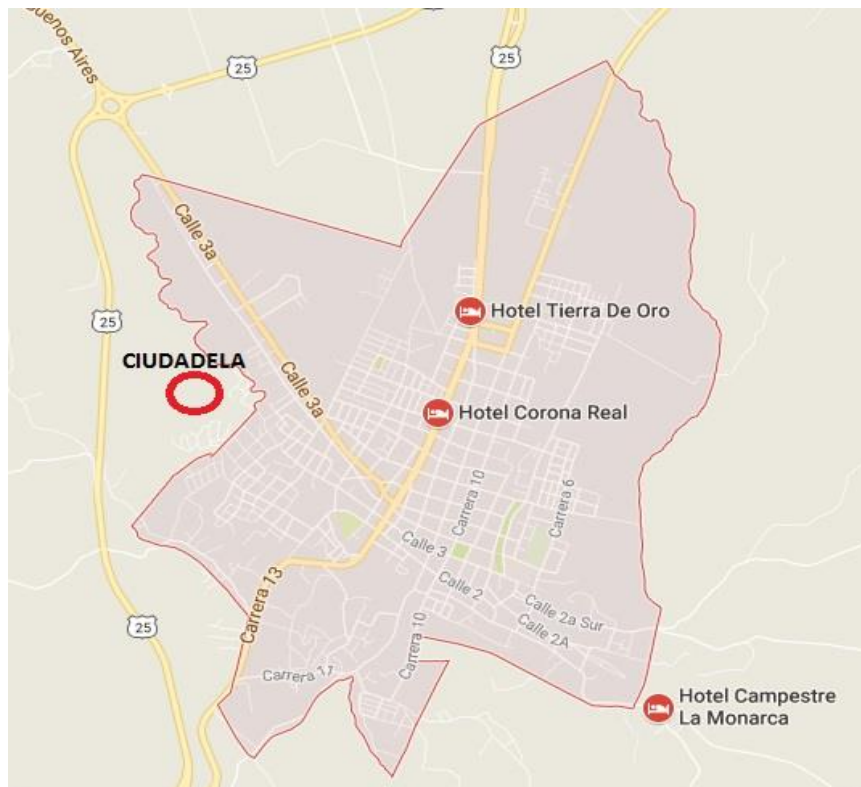 uenos Aires
25
25
Calle 3a
25
Hotel Tierra De Oro
CIUDADELA
Calle 3a
Hotel Corona Real
Carrera 10
Carrera 6
Calle 3
Calle 2
Carrera 13
Calle 2a Sur
Calle 2A
25
Carrera 10
Carrera 11
Hotel Campestre
La Monarca